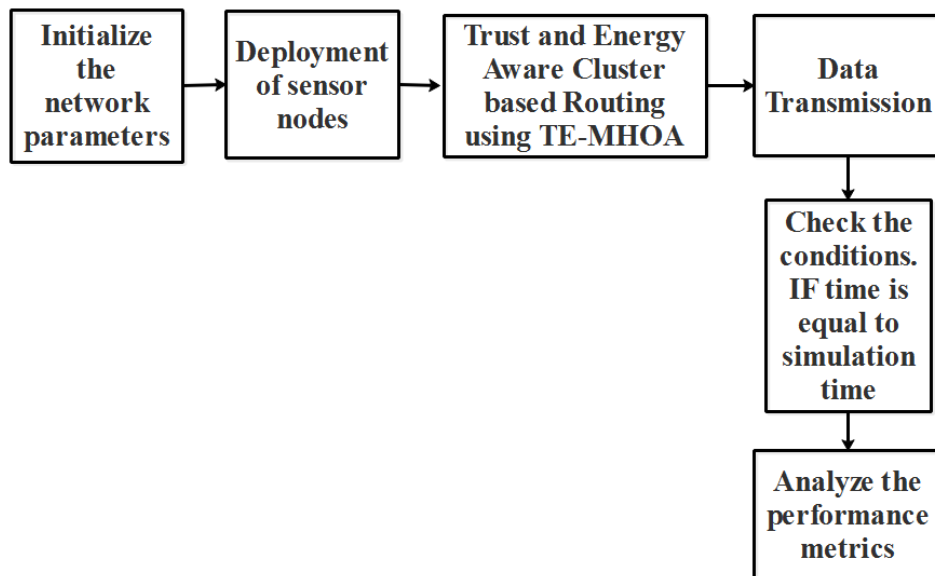 Initialize
the
network
parameters
Deployment
of sensor
nodes
Trust and Energy
Aware Cluster
based Routing
using TE-MHOA
Data
Transmission
Check the
conditions.
IF time is
equal to
simulation
time
Analyze the
performance
metrics